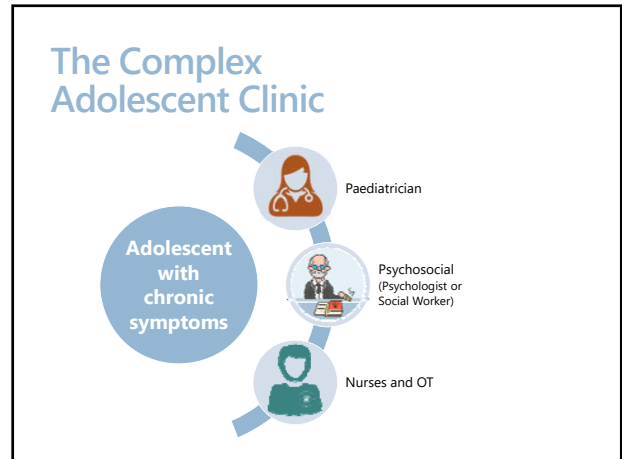 The Complex
Adolescent Clinic
Paediatrician
Adolescent
with
chronic
symptoms
Psychosocial
(Psychologist or
Social Worker)
Nurses and OT